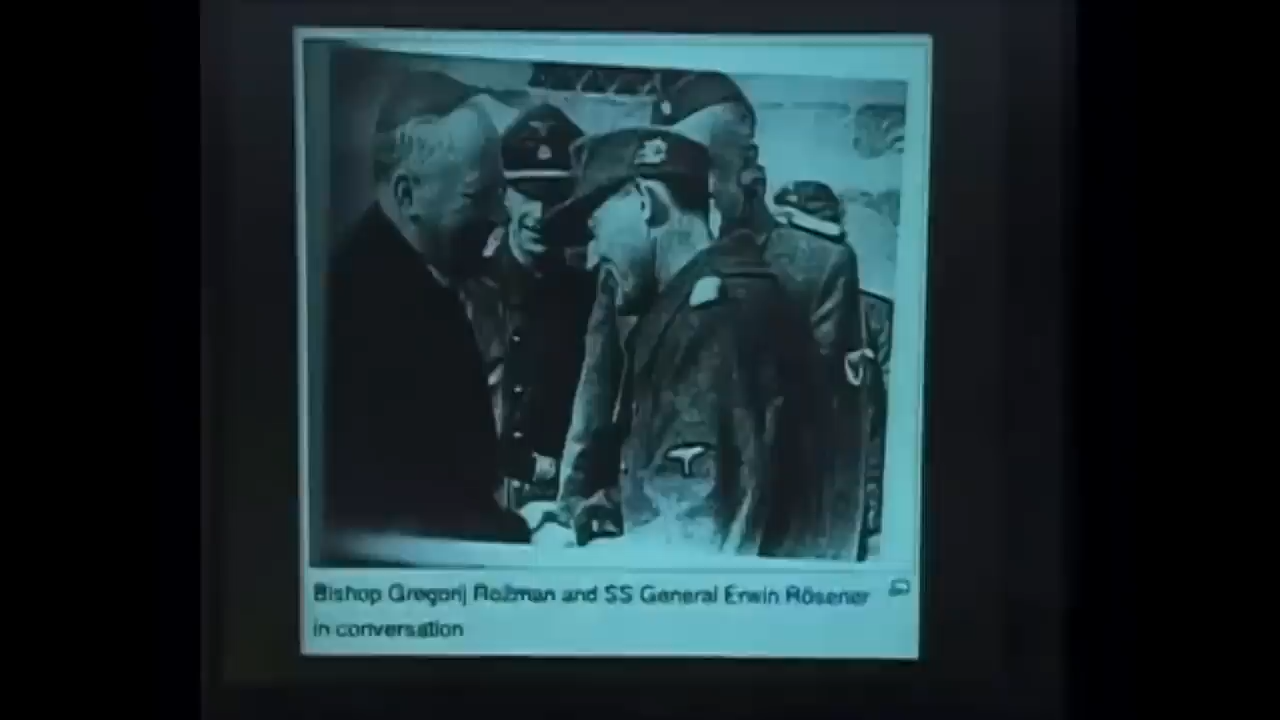 Bishop Gregorij Rožman and SS General Erwin Rösener
in conversation